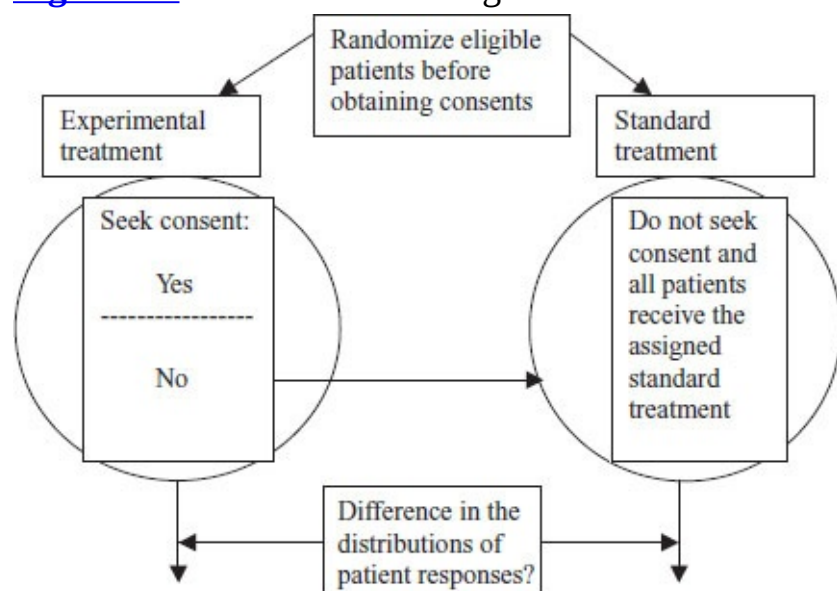 Randomize eligible
patients before
obtaining consents
Experimental
treatment
Standard
treatment
Seek consent:
Yes
No
Do not seek
consent and
all patients
receive the
assigned
standard
treatment
Difference in the
distributions of
patient responses?